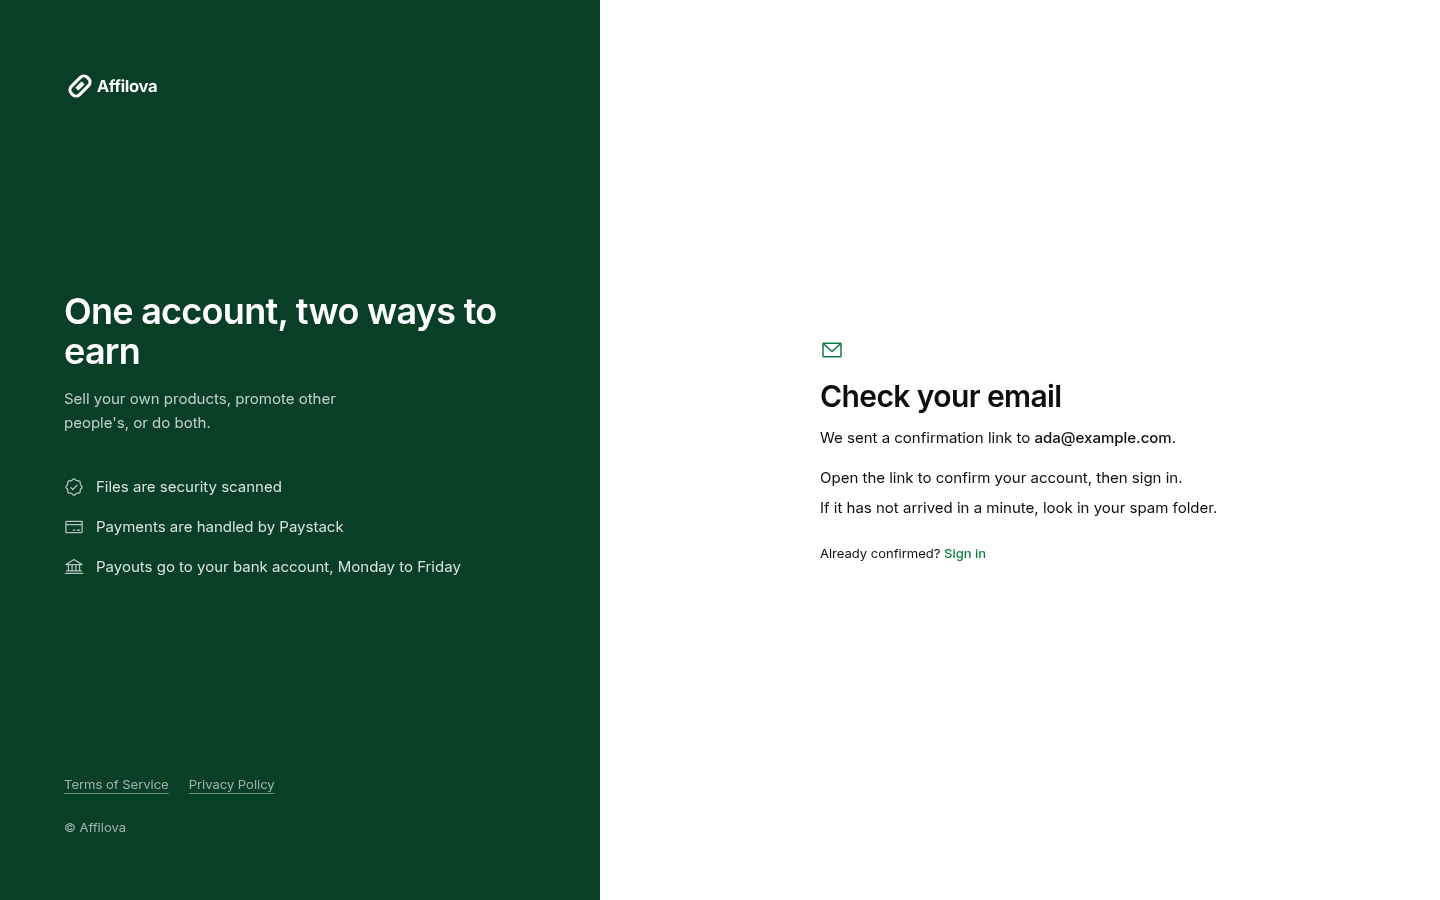 Affilova
One account, two ways to
earn
Sell your own products, promote other
people's, or do both.
Files are security scanned
Payments are handled by Paystack
Payouts go to your bank account, Monday to Friday
Terms of Service Privacy Policy
© Affilova
Check your email
We sent a confirmation link to ada@example.com.
Open the link to confirm your account, then sign in.
If it has not arrived in a minute, look in your spam folder.
Already confirmed? Sign in